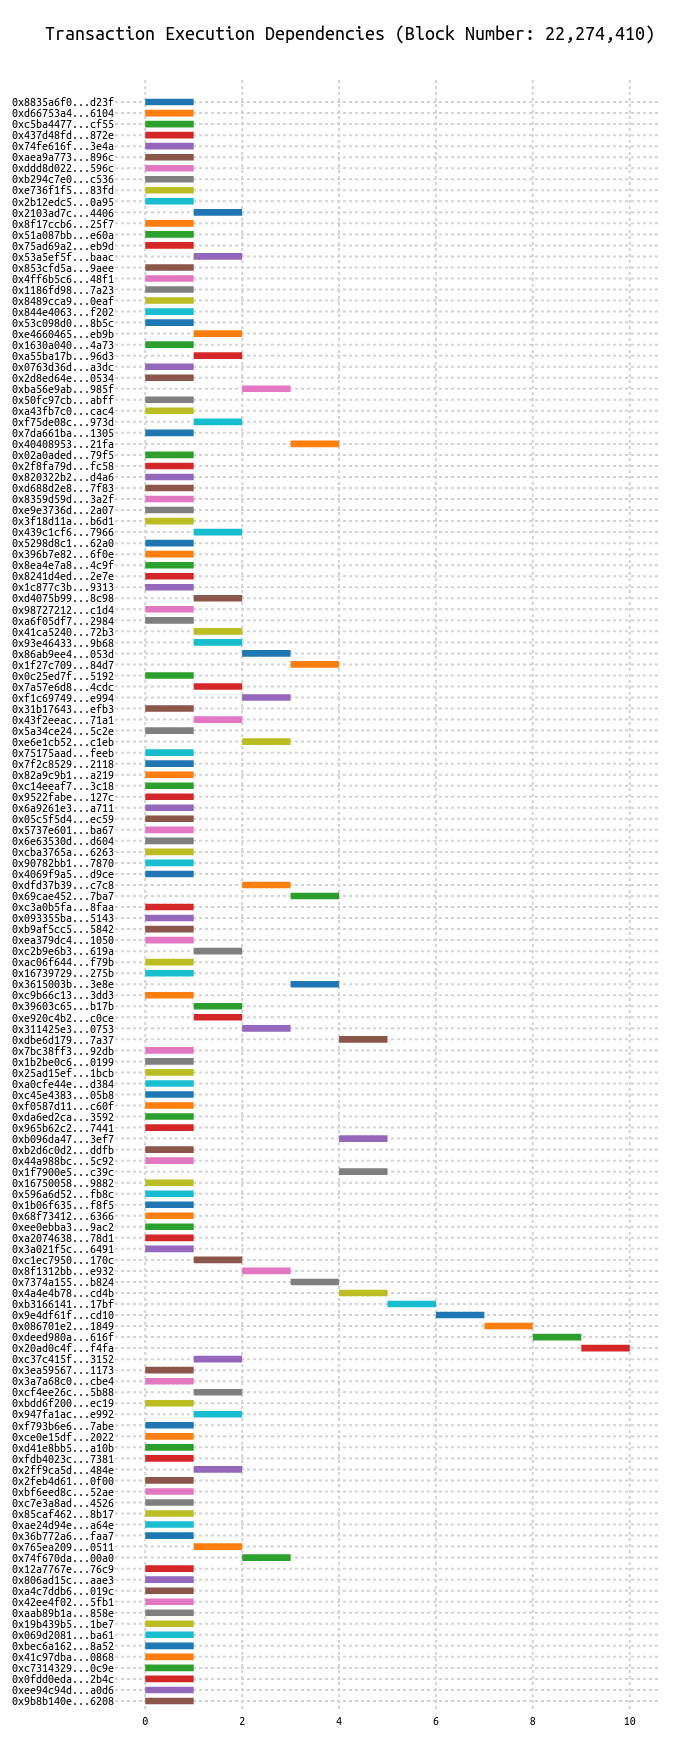 Transaction Execution Dependencies (Block Number: 22,274,410)
0x8835a6f0...d23f
0xd66753a4...6104
0xc5ba4477...cf55
0x437d48fd...872e
0x74fe616f...3e4a
0xaea9a773...896c
0xddd8d022...596c
0xb294c7e0...c536
0xe736f1f5...83fd
0x2b12edc5...0a95
0x2103ad7c...4406
0x8f17ccb6...25f7
0x51a087bb...e60a
0x75ad69a2...eb9d
0x53a5ef5f...baac
0x853cfd5a...9aee
0x4ff6b5c6...48f1
0x1186fd98...7a23
0x8489cca9...0eaf
0x844e4063...f202
0x53c098d0...8b5c
0xe4660465...eb9b
0x1630a040...4a73
0xa55ba17b...96d3
0x0763d36d...a3dc
0x2d8ed64e...0534
0xba56e9ab...985f
0x50fc97cb...abff
0xa43fb7c0...cac4
0xf75de08c...973d
0x7da661ba...1305
0x40408953...21fa
0x02a0aded...79f5
0x2f8fa79d...fc58
0x820322b2...d4a6
0xd688d2e8...7f83
0x8359d59d...3a2f
0xe9e3736d...2a07
0x3f18d11a...b6d1
0x439c1cf6...7966
0x5298d8c1...62a0
0x396b7e82...6f0e
0x8ea4e7a8...4c9f
0x8241d4ed...2e7e
0x1c877c3b...9313
0xd4075b99...8c98
0x98727212...c1d4
0xa6f05df7...2984
0x41ca5240...72b3
0x93e46433...9b68
0x86ab9ee4...053d
0x1f27c709...84d7
0x0c25ed7f...5192
0x7a57e6d8...4cdc
0xf1c69749...e994
0x31b17643...efb3
0x43f2eeac...71a1
0x5a34ce24...5c2e
0xe6e1cb52...c1eb
0x75175aad...feeb
0x7f2c8529...2118
0x82a9c9b1...a219
0xc14eeaf7...3c18
0x9522fabe...127c
0x6a9261e3...a711
0x05c5f5d4...ec59
0x5737e601...ba67
0x6e63530d...d604
0xcba3765a...6263
0x90782bb1...7870
0x4069f9a5...d9ce
0xdfd37b39...c7c8
0x69cae452...7ba7
0xc3a0b5fa...8faa
0x093355ba...5143
0xb9af5cc5...5842
0xea379dc4...1050
0xc2b9e6b3...619a
0xac06f644...f79b
0x16739729...275b
0x3615003b...3e8e
0xc9b66c13...3dd3
0x39603c65...b17b
0xe920c4b2...c0ce
0x311425e3...0753
0xdbe6d179...7a37
0x7bc38ff3...92db
0x1b2be0c6...0199
0x25ad15ef...1bcb
0xa0cfe44e...d384
0xc45e4383...05b8
0xf0587d11...c60f
0xda6ed2ca...3592
0x965b62c2...7441
0xb096da47...3ef7
0xb2d6c0d2...ddfb
0x44a988bc...5c92
0x1f7900e5...c39c
0x16750058...9882
0x596a6d52...fb8c
0x1b06f635...f8f5
0x68f73412...6366
0xee0ebba3...9ac2
0xa2074638...78d1
0x3a021f5c...6491
0xc1ec7950...170c
0x8f1312bb...e932
0x7374a155...b824
0x4a4e4b78...cd4b
0xb3166141...17bf
0x9e4df61f...cd10
0x086701e2...1849
0xdeed980a...616f
0x20ad0c4f...f4fa
0xc37c415f...3152
0x3ea59567...1173
0x3a7a68c0...cbe4
0xcf4ee26c...5b88
0xbdd6f200...ec19
0x947fa1ac...e992
0xf793b6e6...7abe
0xce0e15df...2022
0xd41e8bb5...a10b
0xfdb4023c...7381
0x2ff9ca5d...484e
0x2feb4d61...0f00
0xbf6eed8c...52ae
0xc7e3a8ad...4526
0x85caf462...8b17
0xae24d94e...a64e
0x36b772a6...faa7
0x765ea209...0511
0x74f670da...00a0
0x12a7767e...76c9
0x806ad15c...aae3
0xa4c7ddb6...019c
0x42ee4f02...5fb1
0xaab89b1a...858e
0x19b439b5...1be7
0x069d2081...ba61
0xbec6a162...8a52
0x41c97dba...0868
0xc7314329...0c9e
0x0fdd0eda...2b4c
0xee94c94d...a0d6
0x9b8b140e...6208
0 2 4 6 8 10